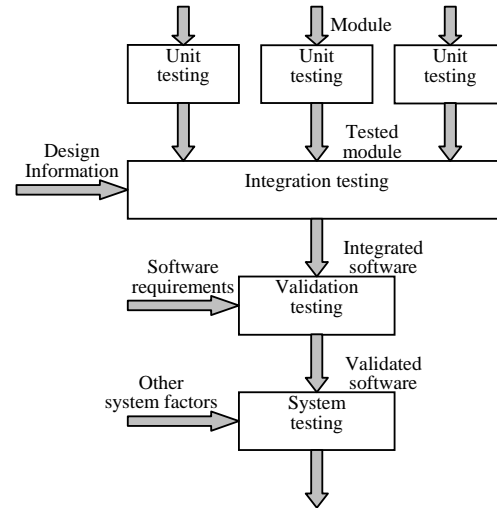 Module
Unit
testing
Unit
testing
Unit
testing
Tested
module
Design
Information
Integration testing
Integrated
software
Software
requirements
Validation
testing
Validated
software
Other
system factors
System
testing